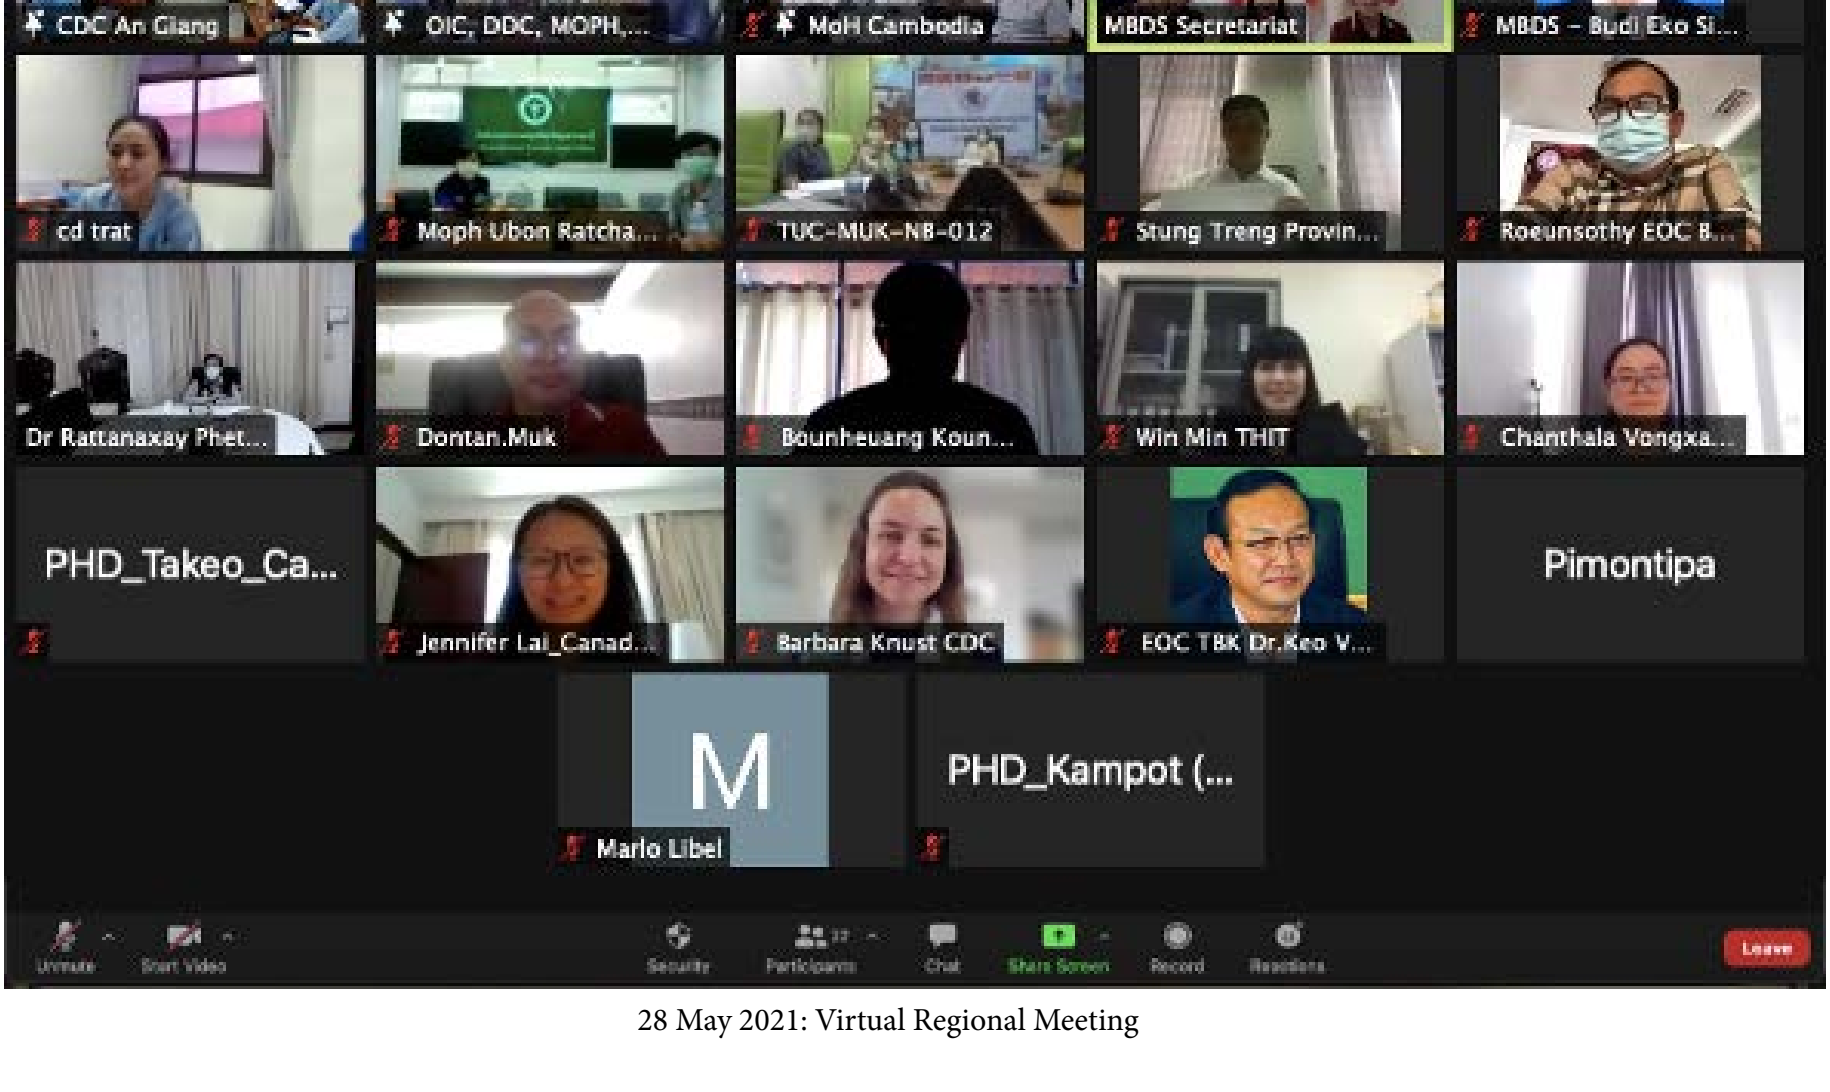 CDC An Giang
OIC, DDC, MOPH,...
MoH Cambodia
MBDS Secretariat
MBDS - Budi Eko Si...
cd trat
Moph Ubon Ratcha...
TUC-MUK-NB-012
Stung Treng Provin...
Roeunsothy EOC B...
Dr Rattanaxay Phet...
Dontan.Muk
Bounheuang Koun...
Win Min THIT
Chanthala Vongxa...
PHD_Takeo_Ca...
Jennifer Lai_Canad...
Barbara Knust CDC
EOC TBK Dr.Keo V...
Pimontipa
M
Marlo Libel
PHD_Kampot (...
Unmute
Start Video
Security
Participants
Chat
Share Screen
Record
Reactions
Leave
28 May 2021: Virtual Regional Meeting